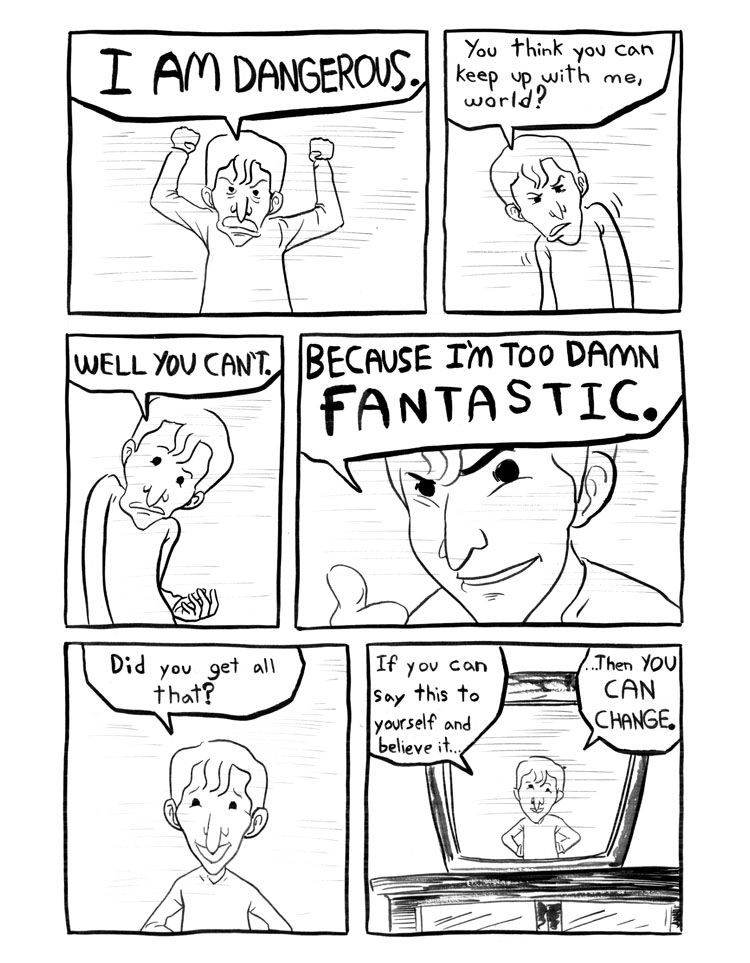 I AM DANGEROUS.
You think you can
keep up with me,
world?
WELL YOU CAN'T.
BECAUSE I'M TOO DAMN
FANTASTIC.
Did you get all
that?
If you can
say this to
yourself and
believe it...
...Then YOU
CAN
CHANGE.